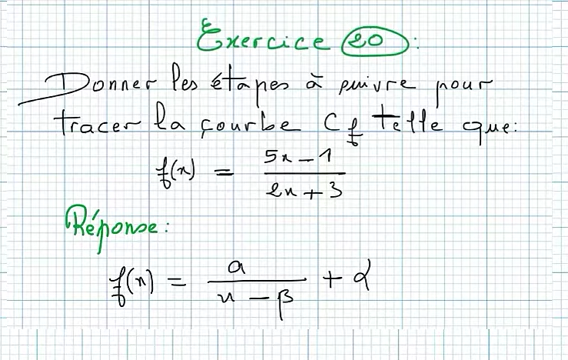 Exercice 20 :
Donner les étapes à suivre pour
tracer la courbe Cf telle que:
f(x) = (5x - 1)/(2x + 3)
Réponse :
f(x) = a/(x - β) + α